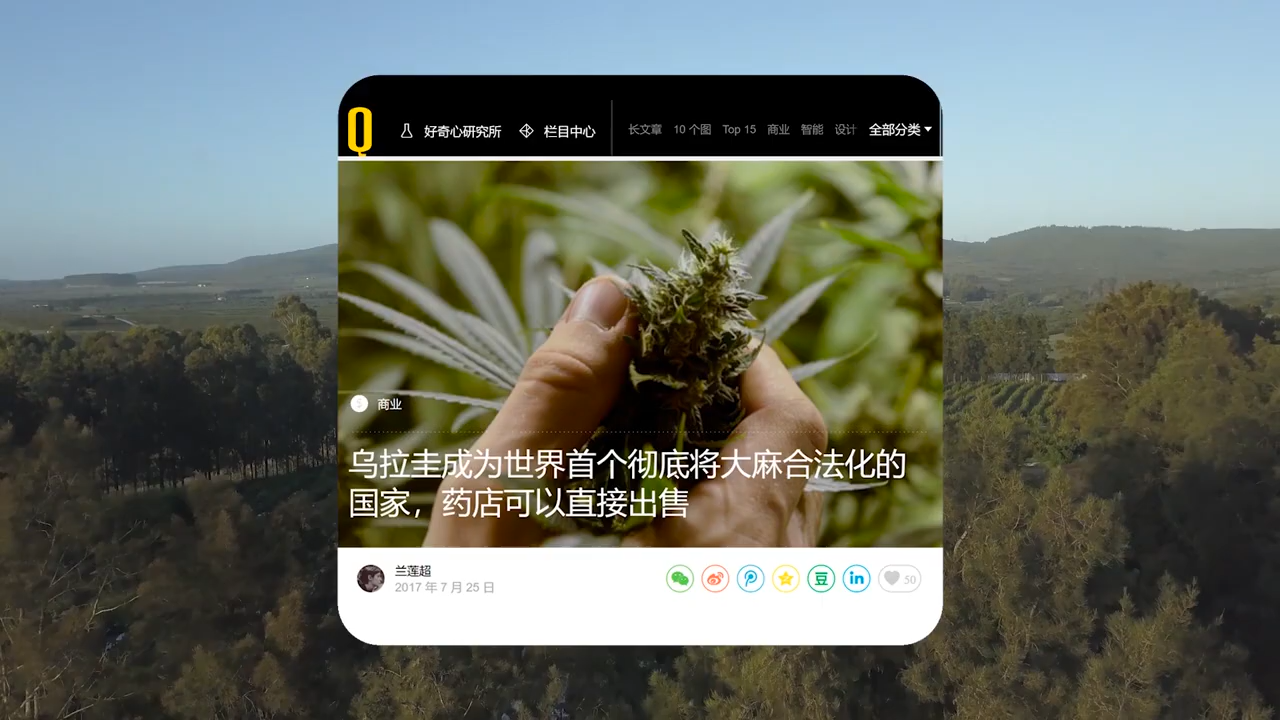 Q 好奇心研究所 栏目中心 长文章 10 个图 Top 15 商业 智能 设计 全部分类
商业
乌拉圭成为世界首个彻底将大麻合法化的
国家，药店可以直接出售
兰莲超
2017 年 7 月 25 日
豆 in 50